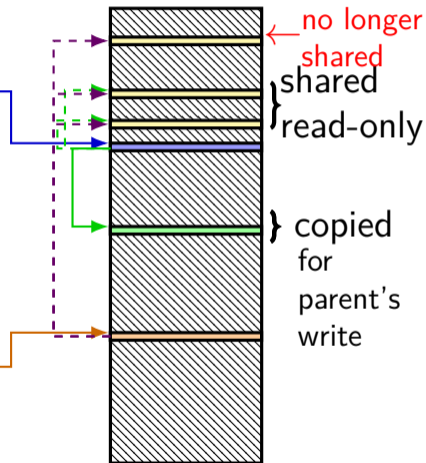 no longer
shared
shared
read-only
copied
for
parent's
write